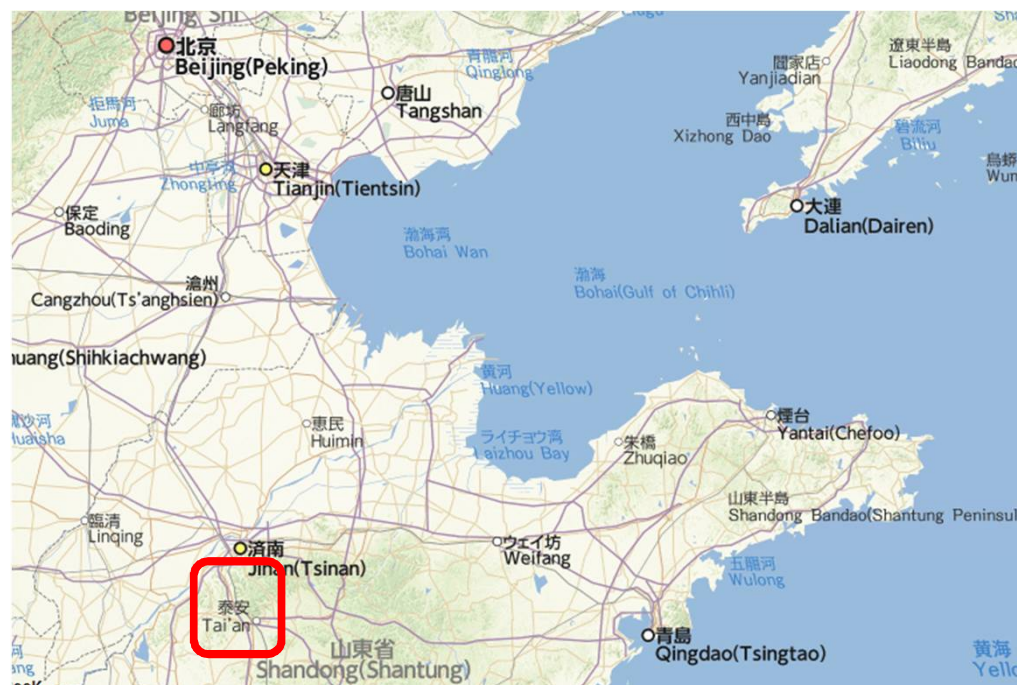 Beijing Shi
北京
Beijing(Peking)
青龍河
Qinglong
遼東半島
Liaodong Bandao
閻家店
Yanjiadian
唐山
Tangshan
拒馬河
Juma
廊坊
Langfang
西中島
Xizhong Dao
碧流河
Biliu
天津
Tianjin(Tientsin)
Zhongting
保定
Baoding
大連
Dalian(Dairen)
渤海湾
Bohai Wan
渤海
Bohai(Gulf of Chihli)
滄州
Cangzhou(Ts'anghsien)
huang(Shihkiachwang)
黄河
Huang(Yellow)
恵民
Huimin
ライチョウ湾
Laizhou Bay
朱橋
Zhuqiao
煙台
Yantai(Chefoo)
山東半島
Shandong Bandao(Shantung Peninsul
臨清
Linqing
済南
Jinan(Tsinan)
ウェイ坊
Weifang
五龍河
Wulong
泰安
Tai'an
山東省
Shandong(Shantung)
青島
Qingdao(Tsingtao)
黄海